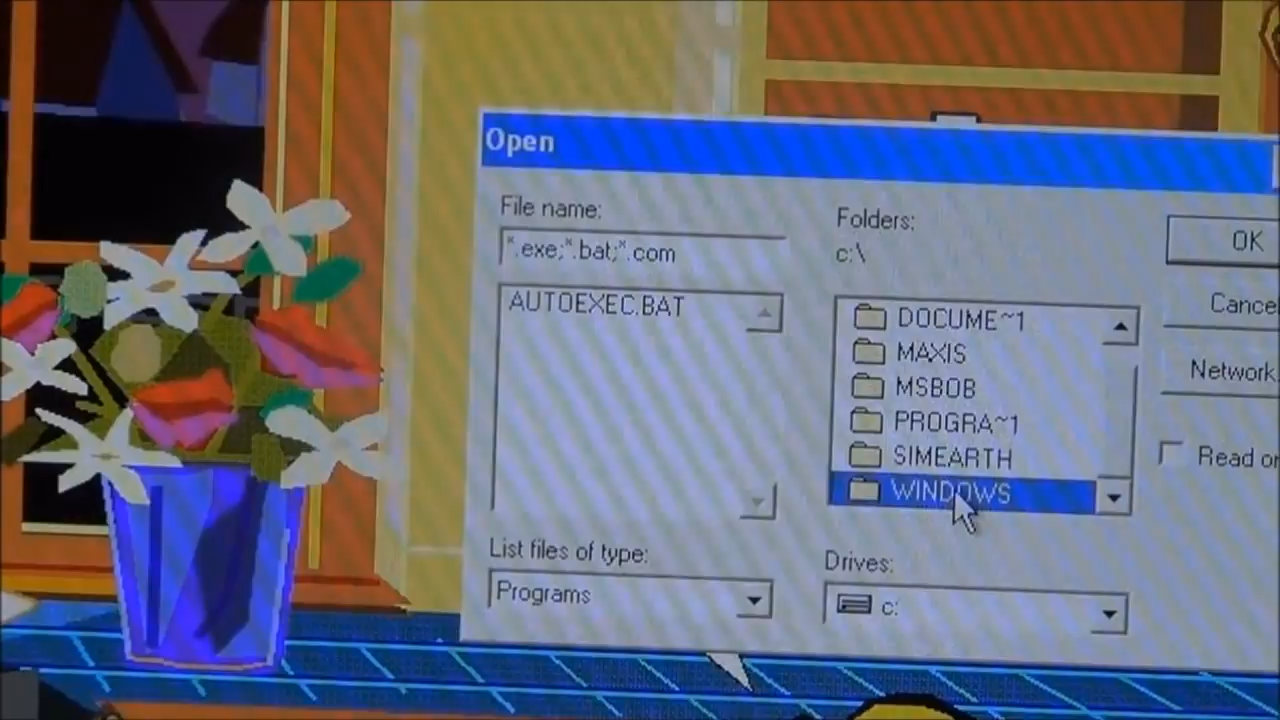 Open
File name:
*.exe;*.bat;*.com
AUTOEXEC.BAT
List files of type:
Programs
Folders:
c:\
DOCUME~1
MAXIS
MSBOB
PROGRA~1
SIMEARTH
WINDOWS
Drives:
c:
OK
Cance
Network.
Read or